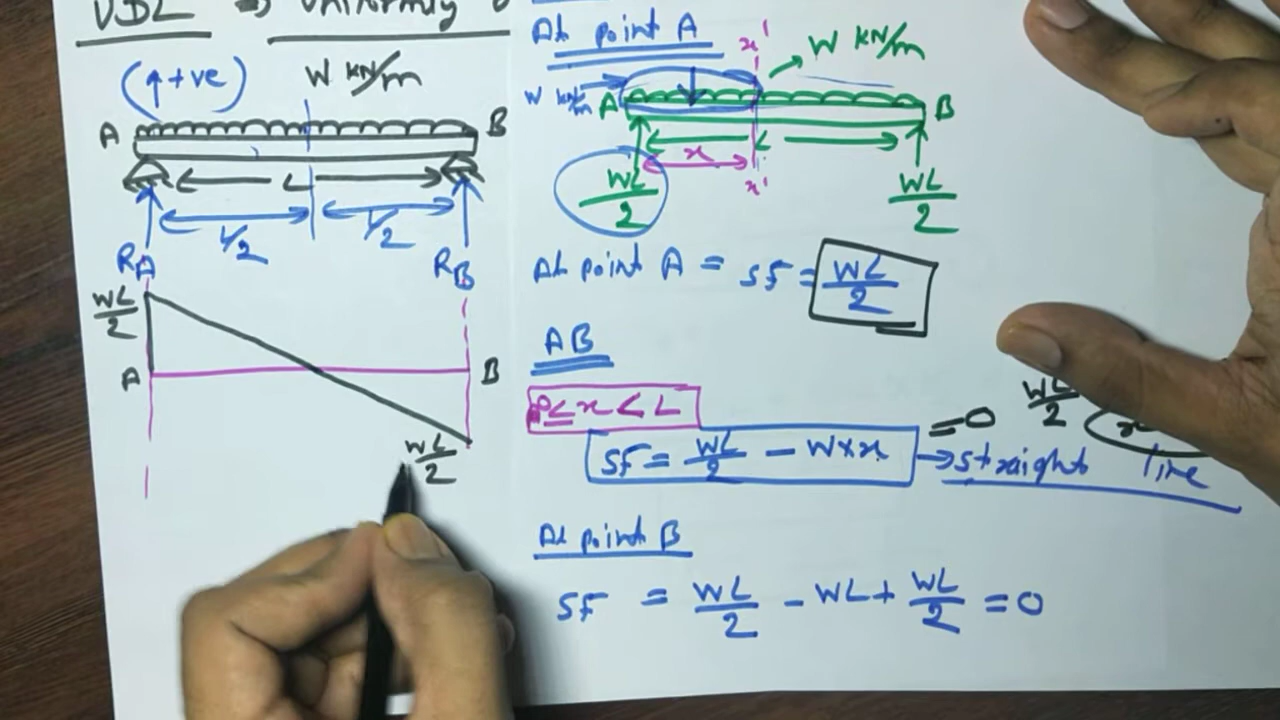 UDL ⇒ Uniformly
(↑+ve) W kN/m
A B
L
L/2 L/2
RA RB
WL/2
A B
WL/2
At point A
x' W kN/m
W kN/m A B
L
x
x'
WL/2 WL/2
At point A = SF = WL/2
AB
0 ≤ x < L
SF = WL/2 - W×x → straight line
= 0 WL/2
At point B
SF = WL/2 - WL + WL/2 = 0